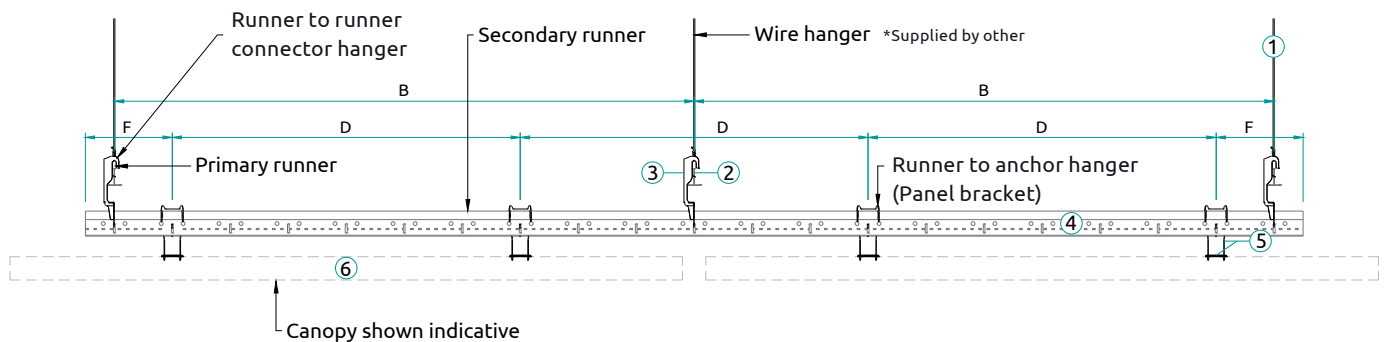 Runner to runner
connector hanger
Secondary runner
Wire hanger *Supplied by other
1
B
B
F
D
D
D
F
Primary runner
3
2
Runner to anchor hanger
(Panel bracket)
4
5
6
Canopy shown indicative